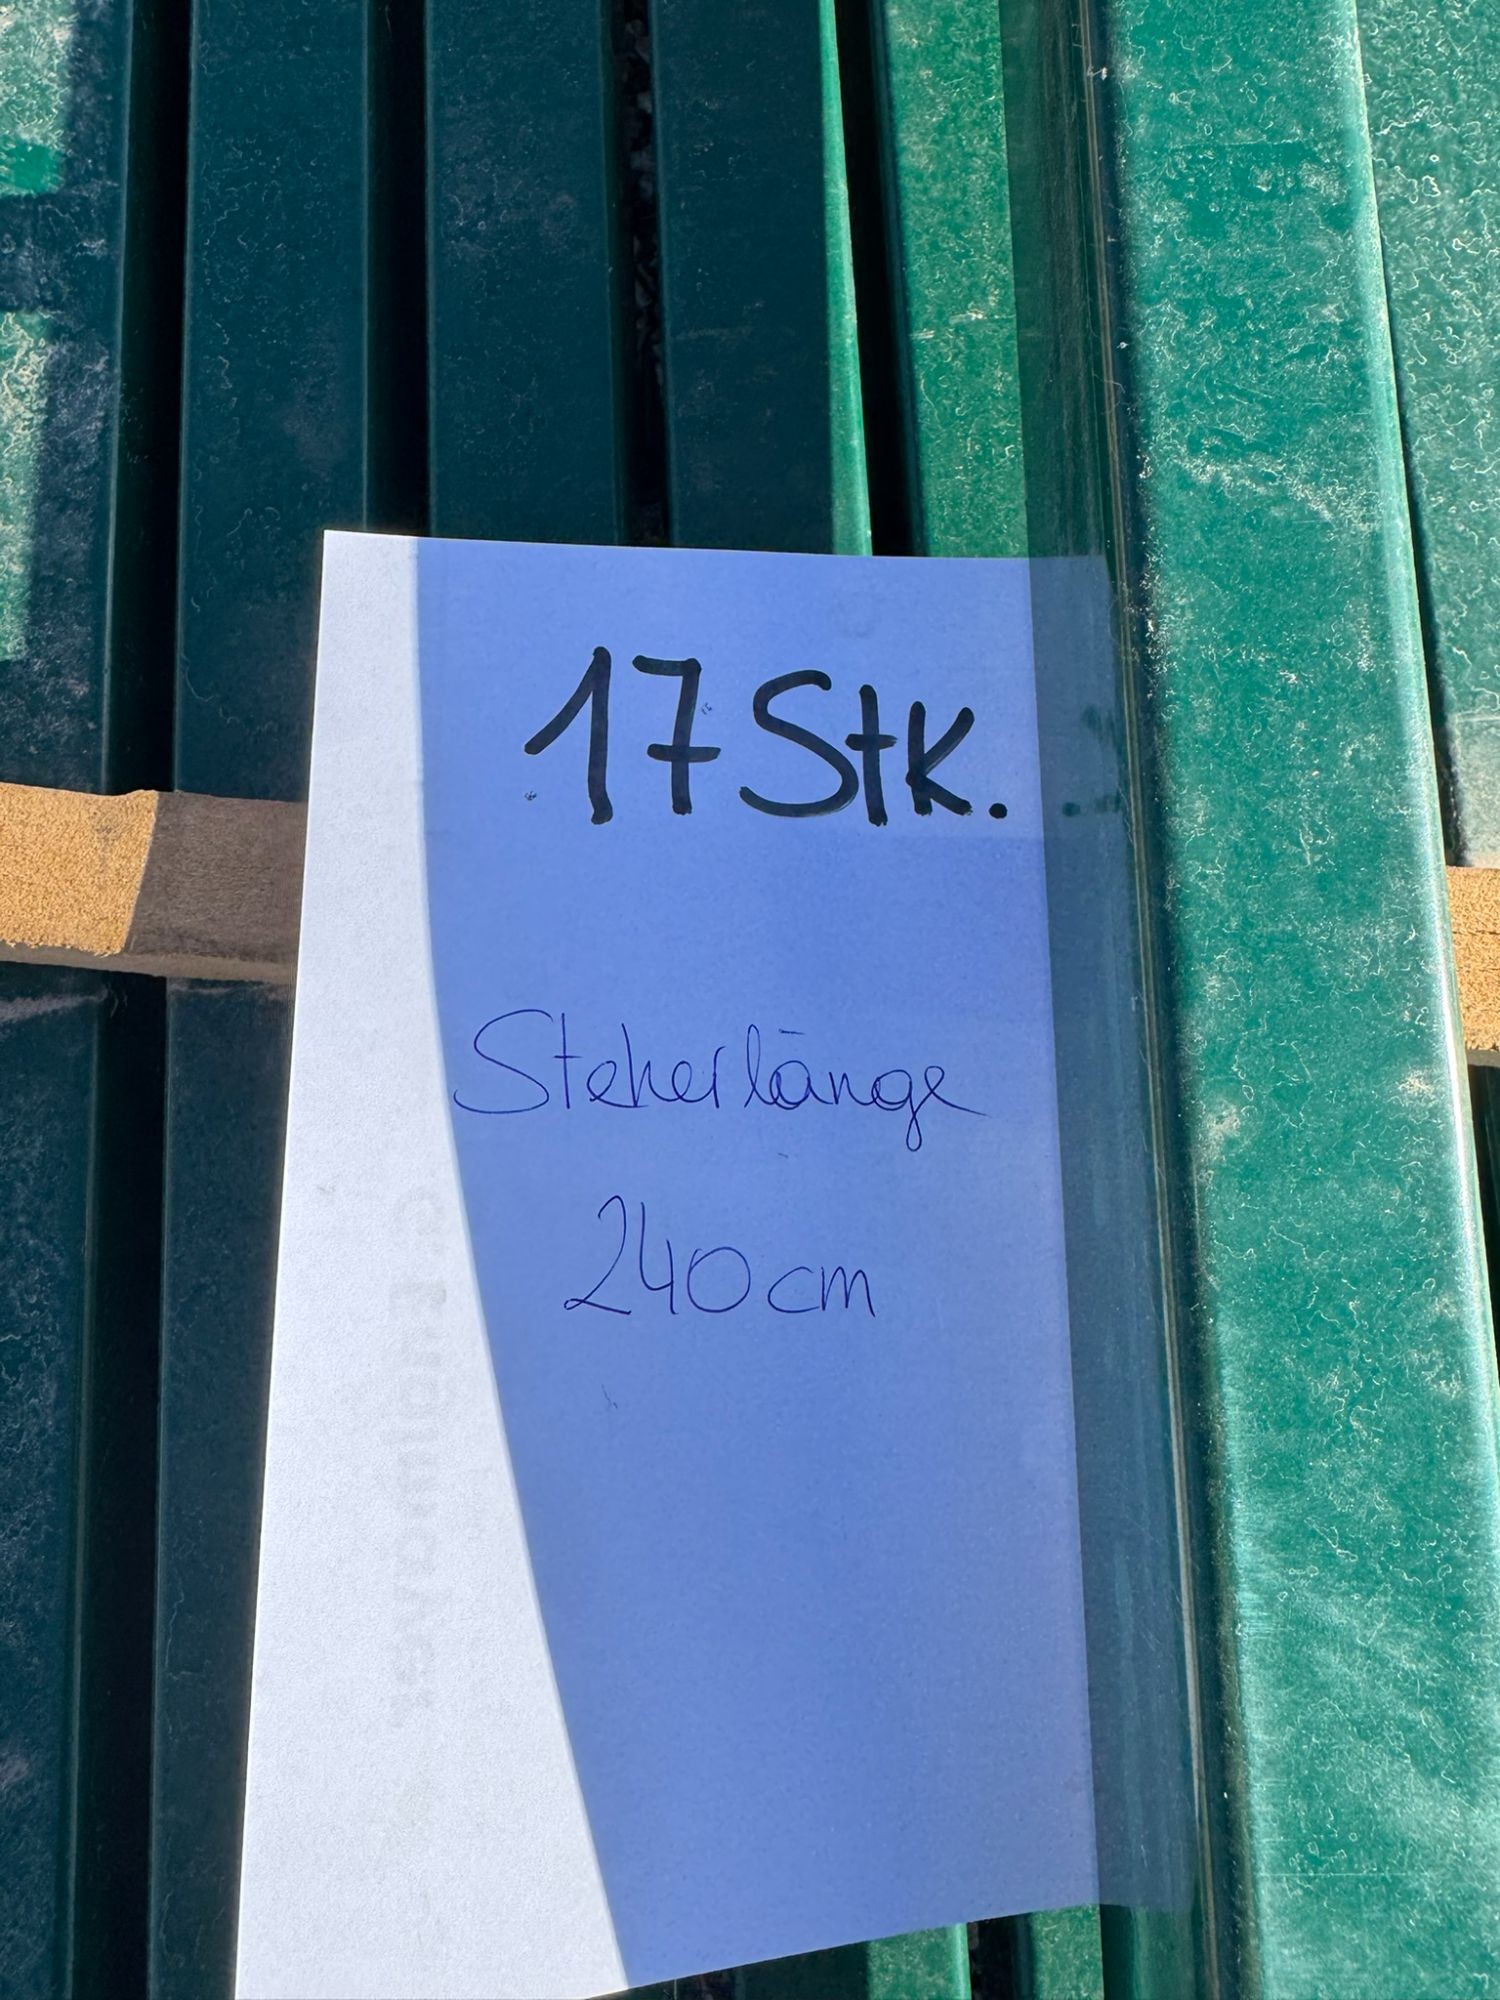 17 Stk.
Steherlänge
240 cm